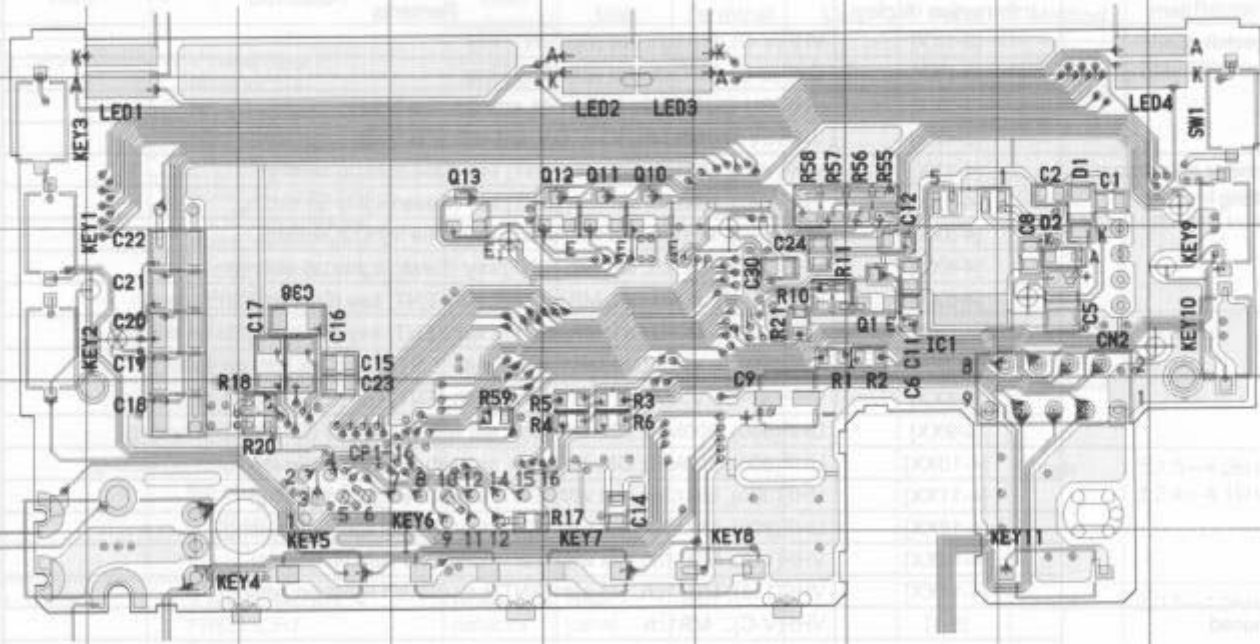 K
A
LED1
A
K
K
A
LED2
LED3
A
K
LED4
SW1
KEY3
KEY1
KEY2
C22
C21
C20
C19
C18
Q13
Q12
Q11
Q10
E
E
E
E
R58
R57
R56
R55
C12
5
1
C2
D1
C1
C8
D2
K
A
KEY9
KEY10
C24
C30
R11
R10
R21
Q1
E
C11
IC1
C5
CN2
C17
C38
C16
C15
C23
R18
R20
R59
R5
R4
R3
R6
C9
R1
R2
C6
8
2
9
1
CP1-16
2
3
1
5
6
7
8
10
12
14
15
16
9
11
12
R17
C14
KEY4
KEY5
KEY6
KEY7
KEY8
KEY11